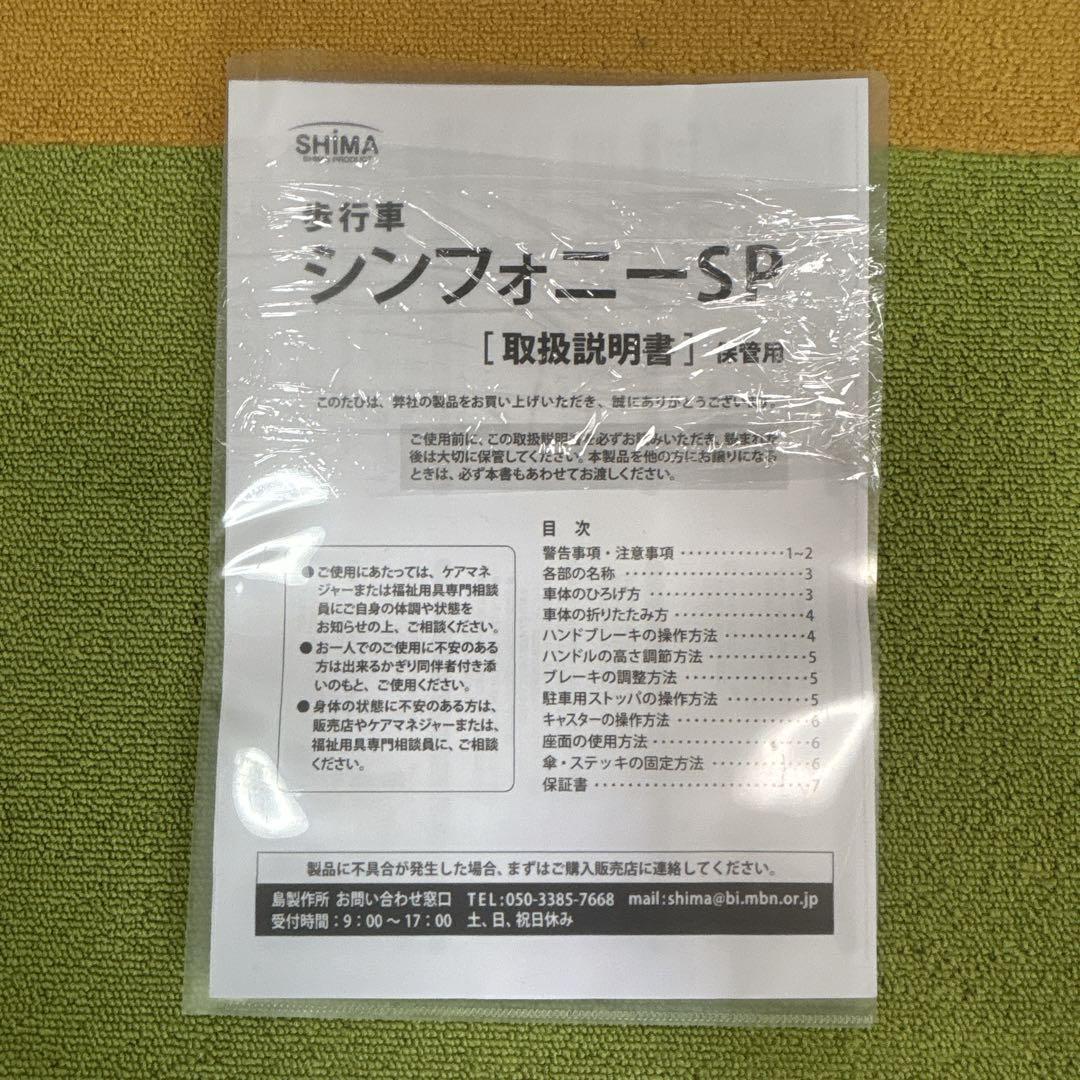 SHiMA
SHIMA PRODUCT
歩行車
シンフォニーSP
[取扱説明書] 保管用
このたびは、弊社の製品をお買い上げいただき、誠にありがとうございます。
ご使用前に、この取扱説明書を必ずお読みいただき、読まれた
後は大切に保管してください。本製品を他の方にお譲りになる
ときは、必ず本書もあわせてお渡しください。
● ご使用にあたっては、ケアマネ
ジャーまたは福祉用具専門相談
員にご自身の体調や状態を
お知らせの上、ご相談ください。
● お一人でのご使用に不安のある
方は出来るかぎり同伴者付き添
いのもと、ご使用ください。
● 身体の状態に不安のある方は、
販売店やケアマネジャーまたは、
福祉用具専門相談員に、ご相談
ください。
目 次
警告事項・注意事項 ·············1~2
各部の名称 ·······················3
車体のひろげ方 ·················3
車体の折りたたみ方 ·················4
ハンドブレーキの操作方法 ··········4
ハンドルの高さ調節方法 ············5
ブレーキの調整方法 ···············5
駐車用ストッパの操作方法 ··········5
キャスターの操作方法 ················6
座面の使用方法 ···················6
傘・ステッキの固定方法 ············6
保証書 ··························7
製品に不具合が発生した場合、まずはご購入販売店に連絡してください。
島製作所 お問い合わせ窓口 TEL:050-3385-7668 mail:shima@bi.mbn.or.jp
受付時間:9:00～17:00 土、日、祝日休み